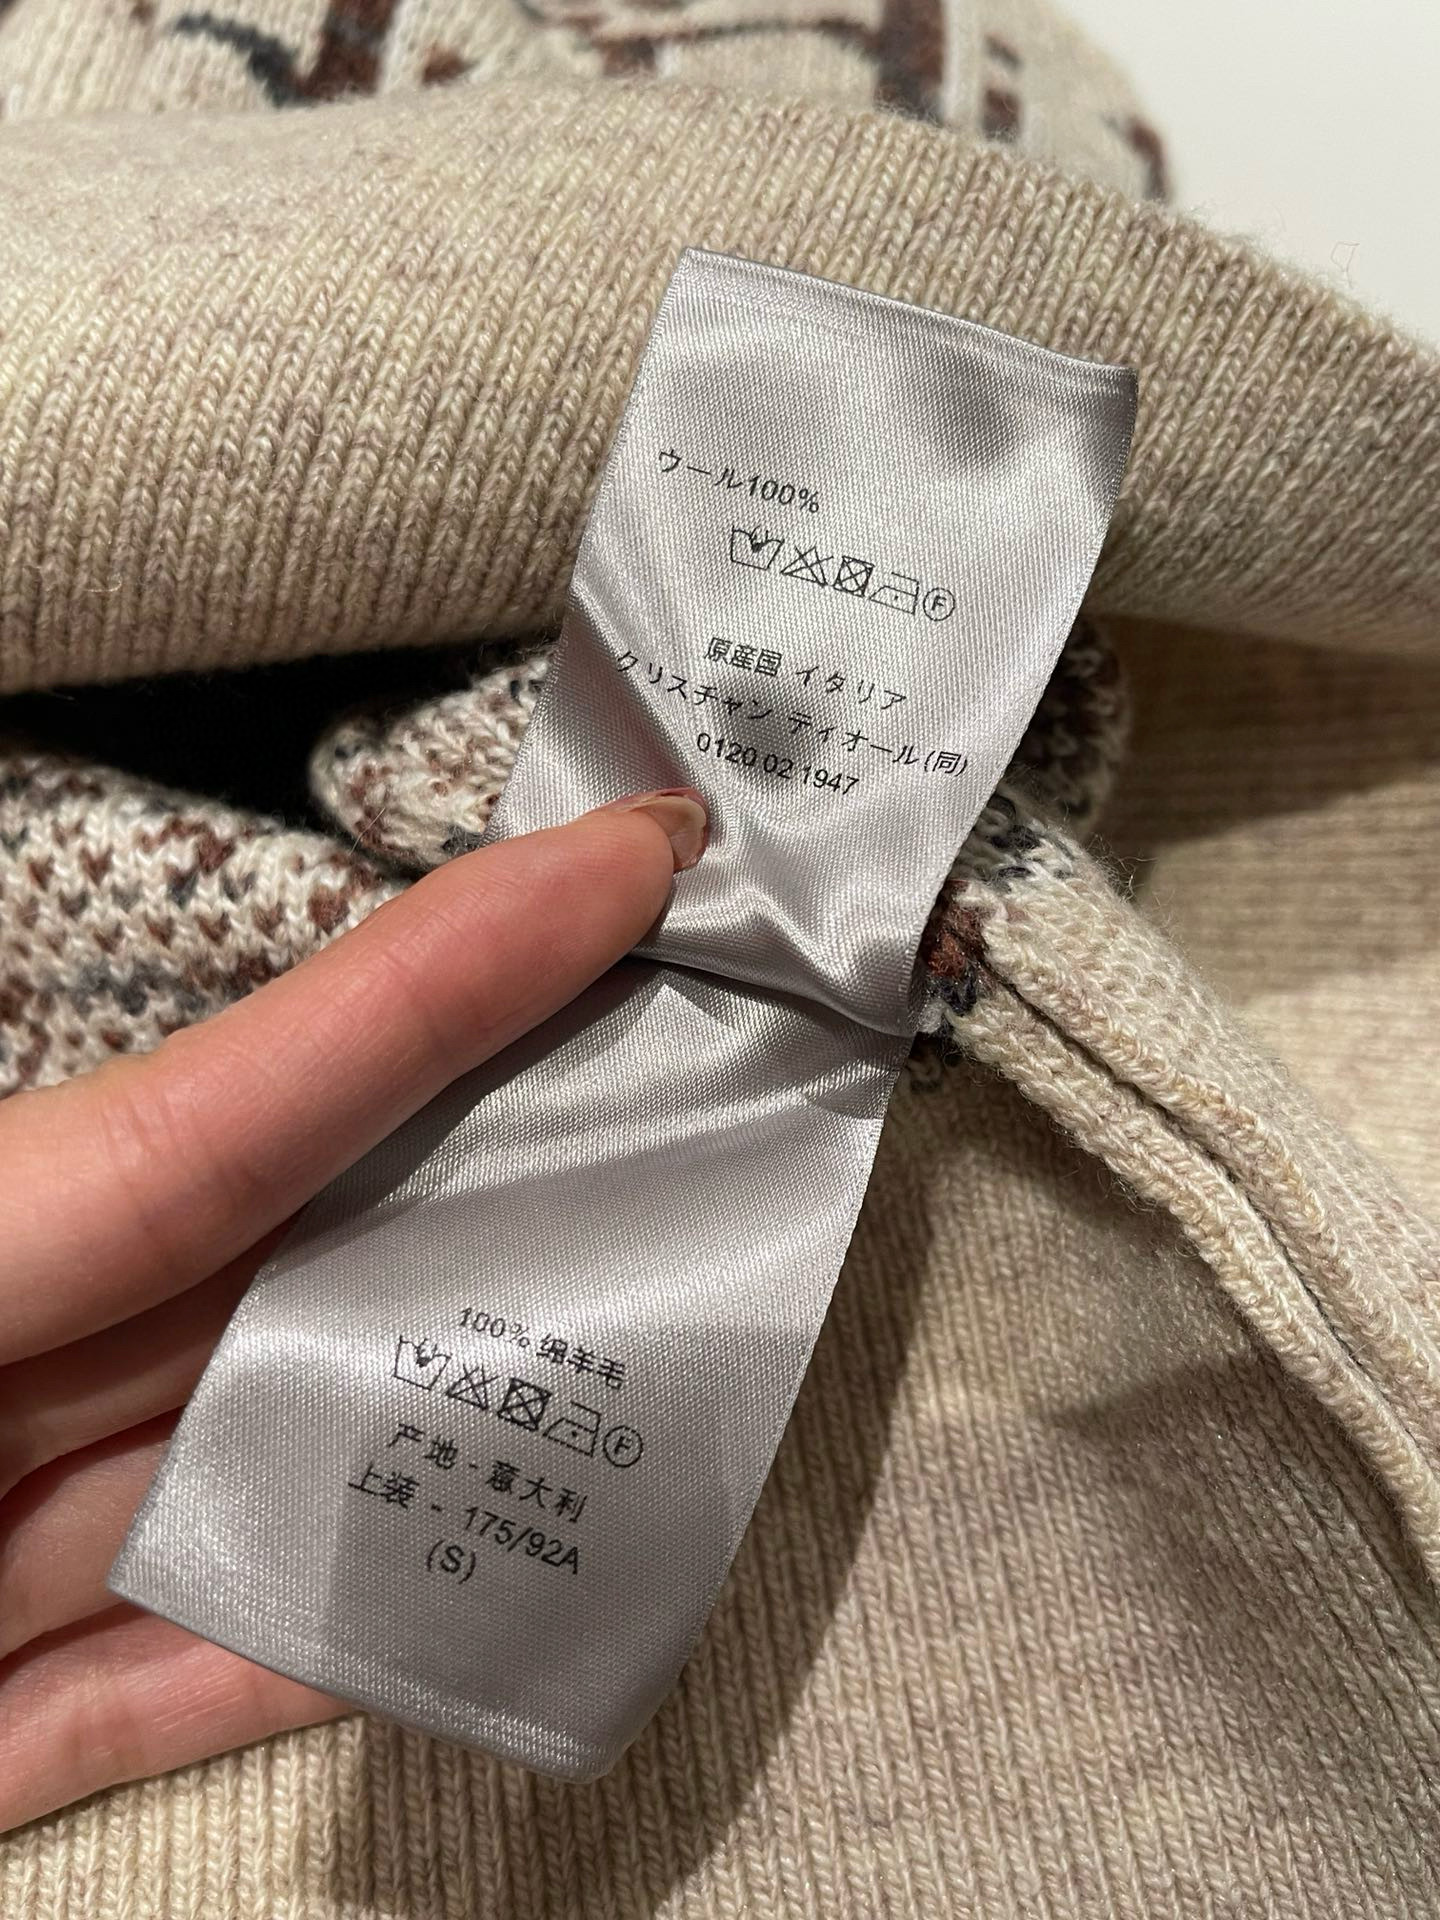 ウール100%
F
原産国 イタリア
クリスチャン ディオール(同)
0120 02 1947
100% 绵羊毛
F
产地 - 意大利
上装 - 175/92A
(S)